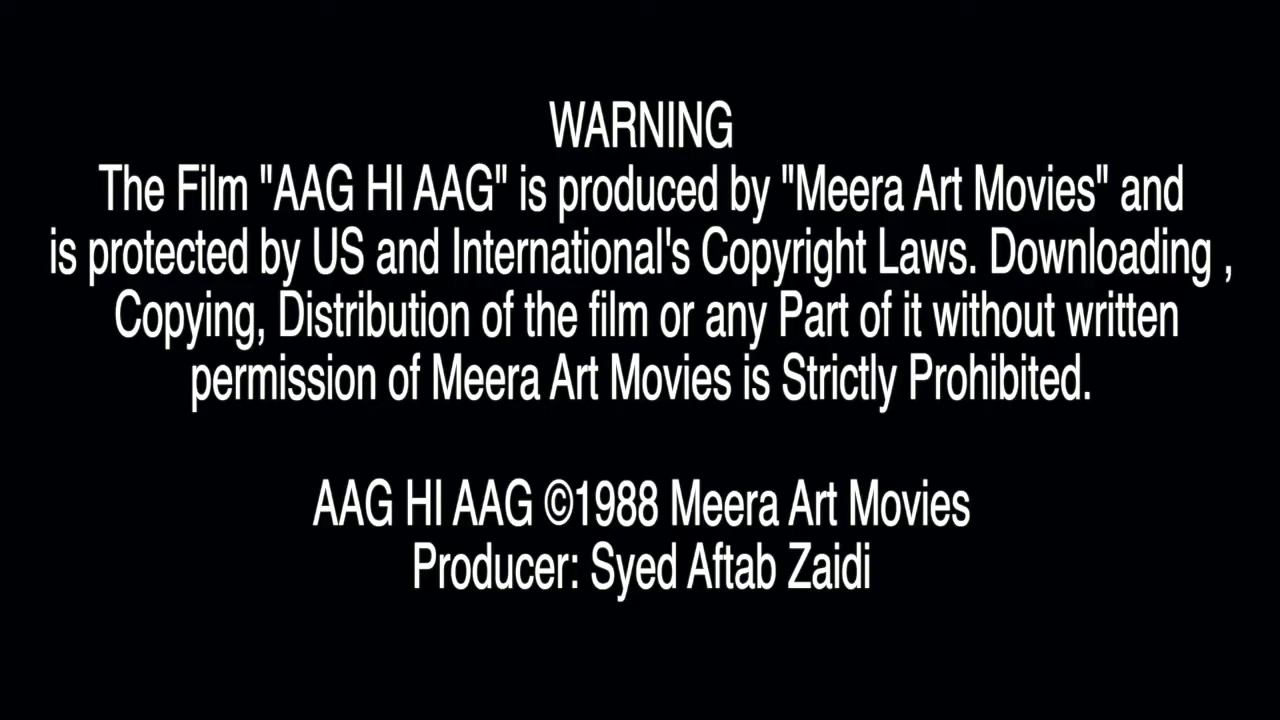 WARNING
The Film "AAG HI AAG" is produced by "Meera Art Movies" and
is protected by US and International's Copyright Laws. Downloading ,
Copying, Distribution of the film or any Part of it without written
permission of Meera Art Movies is Strictly Prohibited.
AAG HI AAG ©1988 Meera Art Movies
Producer: Syed Aftab Zaidi